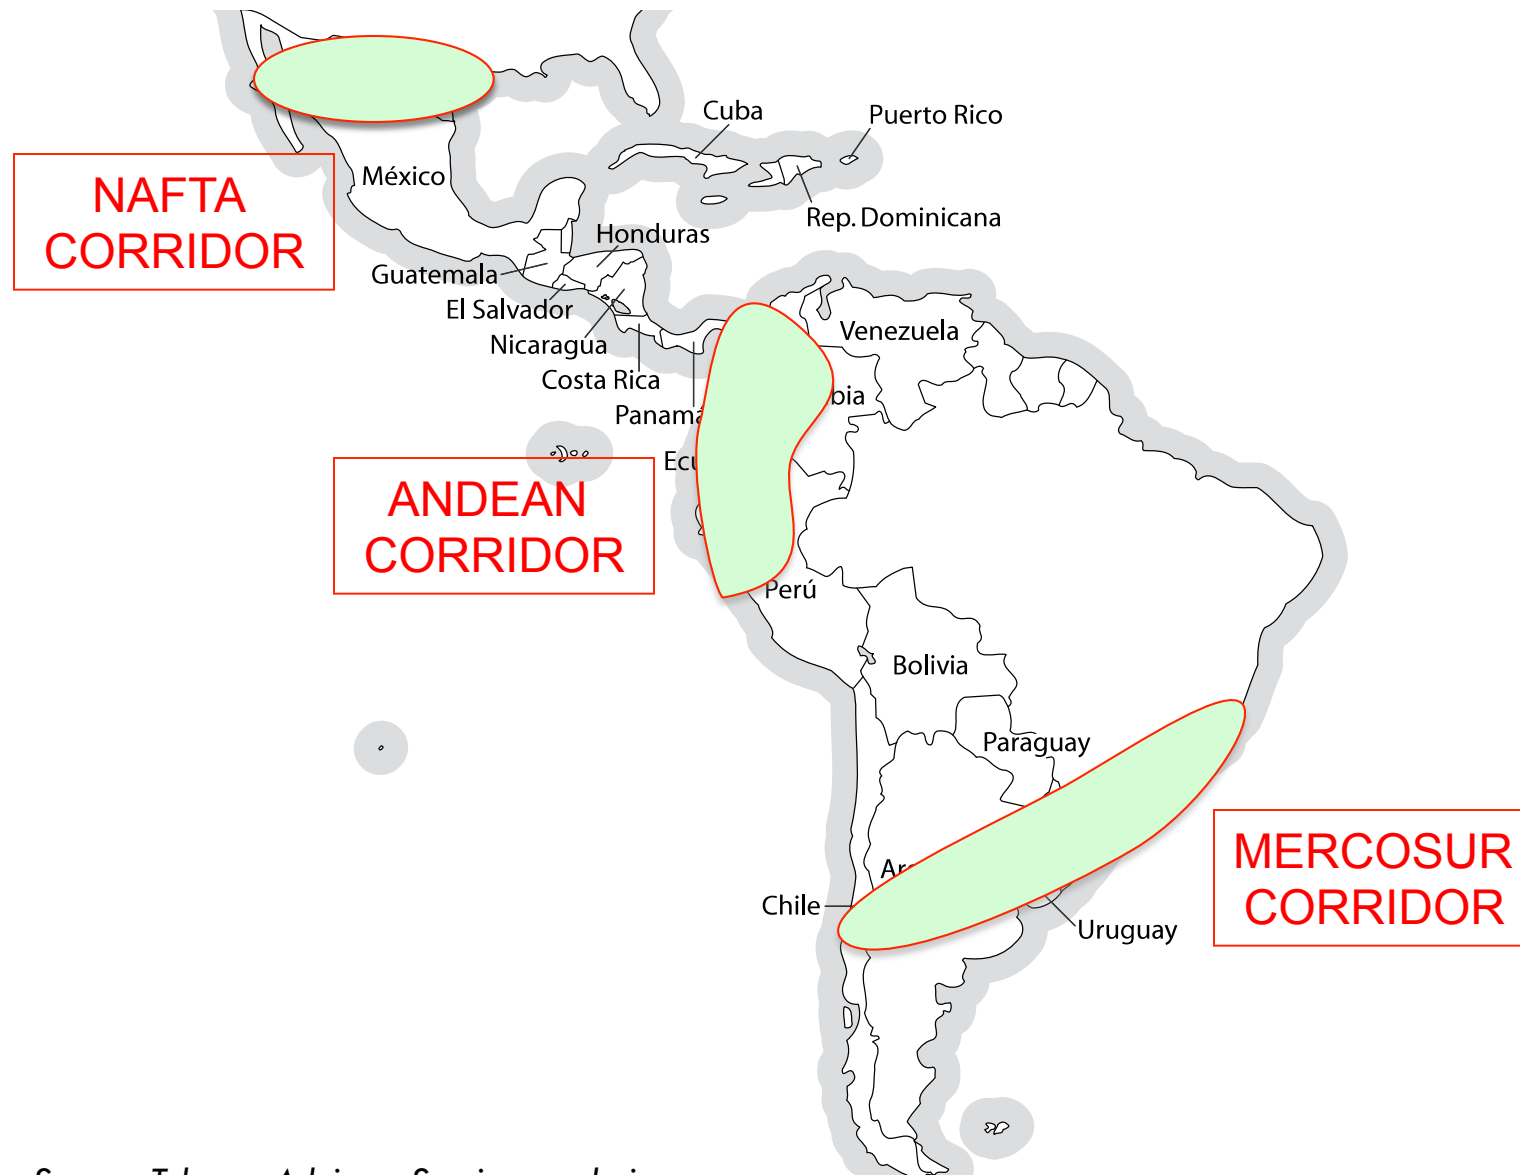 Cuba
Puerto Rico
México
NAFTA
CORRIDOR
Rep. Dominicana
Honduras
Guatemala
El Salvador
Nicaragua
Costa Rica
Panamá
Venezuela
bia
Ecu
ANDEAN
CORRIDOR
Perú
Bolivia
Paraguay
MERCOSUR
CORRIDOR
Chile
Uruguay